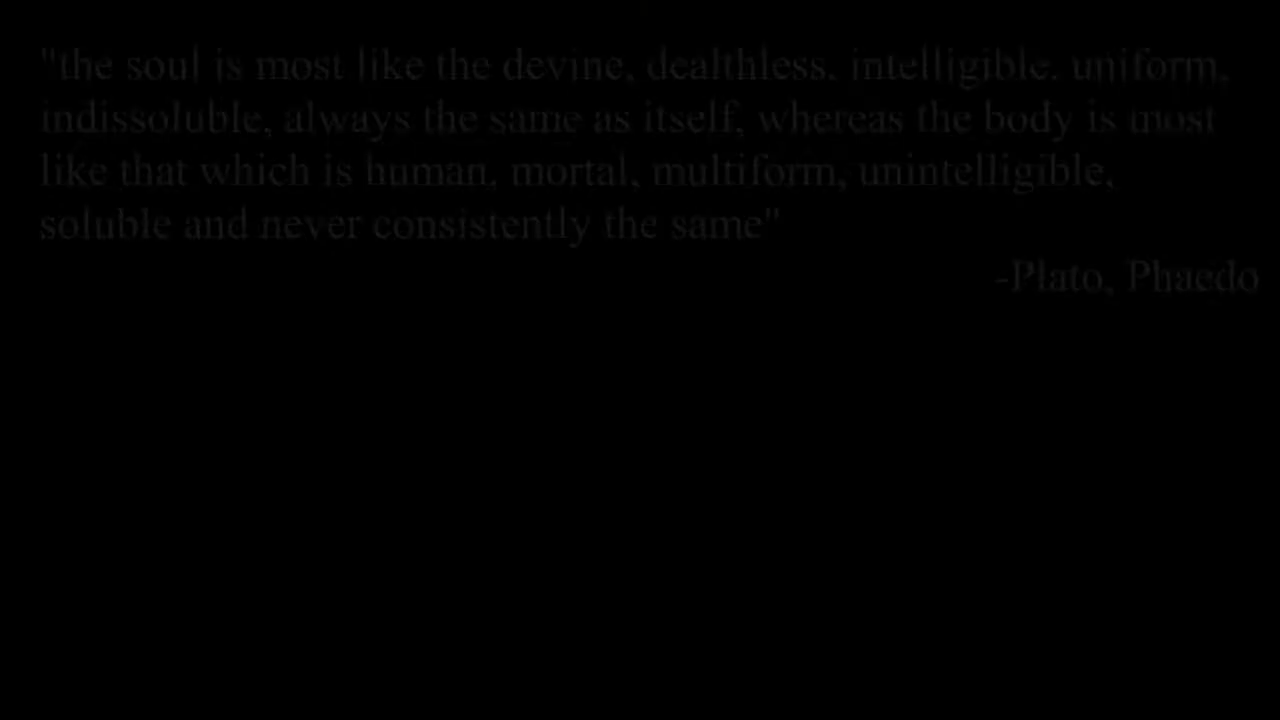 "the soul is most like the devine, dealthless, intelligible, uniform,
indissoluble, always the same as itself, whereas the body is most
like that which is human, mortal, multiform, unintelligible,
soluble and never consistently the same"
-Plato, Phaedo